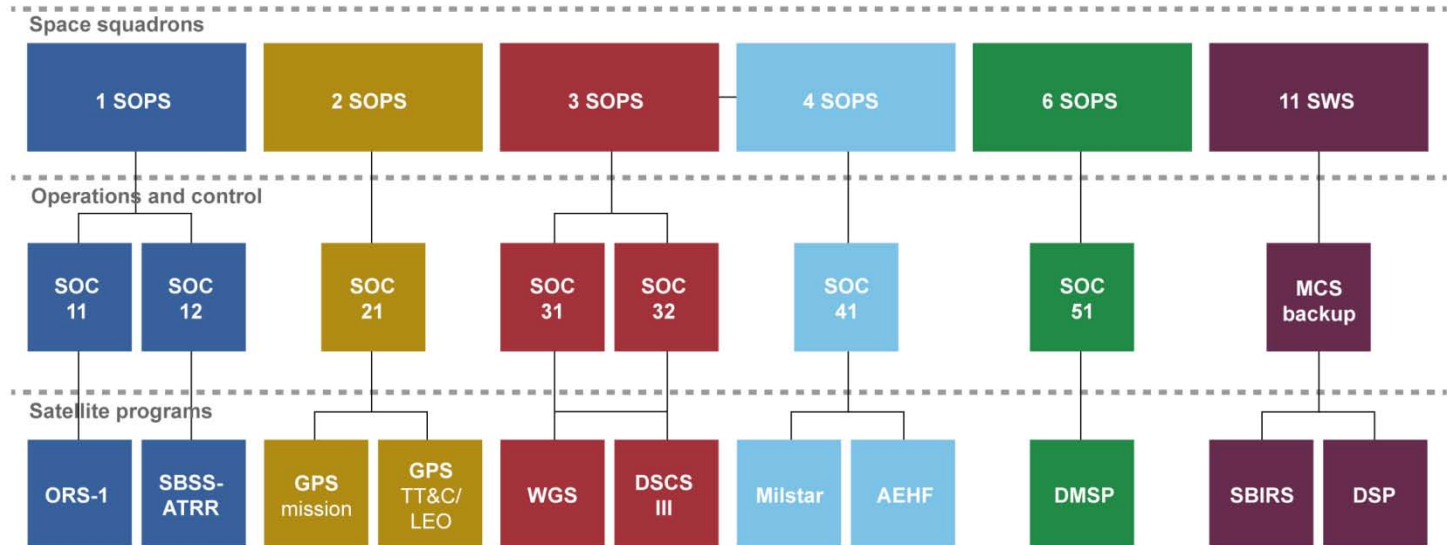 Space squadrons
1 SOPS
2 SOPS
3 SOPS
4 SOPS
6 SOPS
11 SWS
Operations and control
SOC
11
SOC
12
SOC
21
SOC
31
SOC
32
SOC
41
SOC
51
MCS
backup
Satellite programs
ORS-1
SBSS-
ATRR
GPS
mission
GPS
TT&C/
LEO
WGS
DSCS
III
Milstar
AEHF
DMSP
SBIRS
DSP